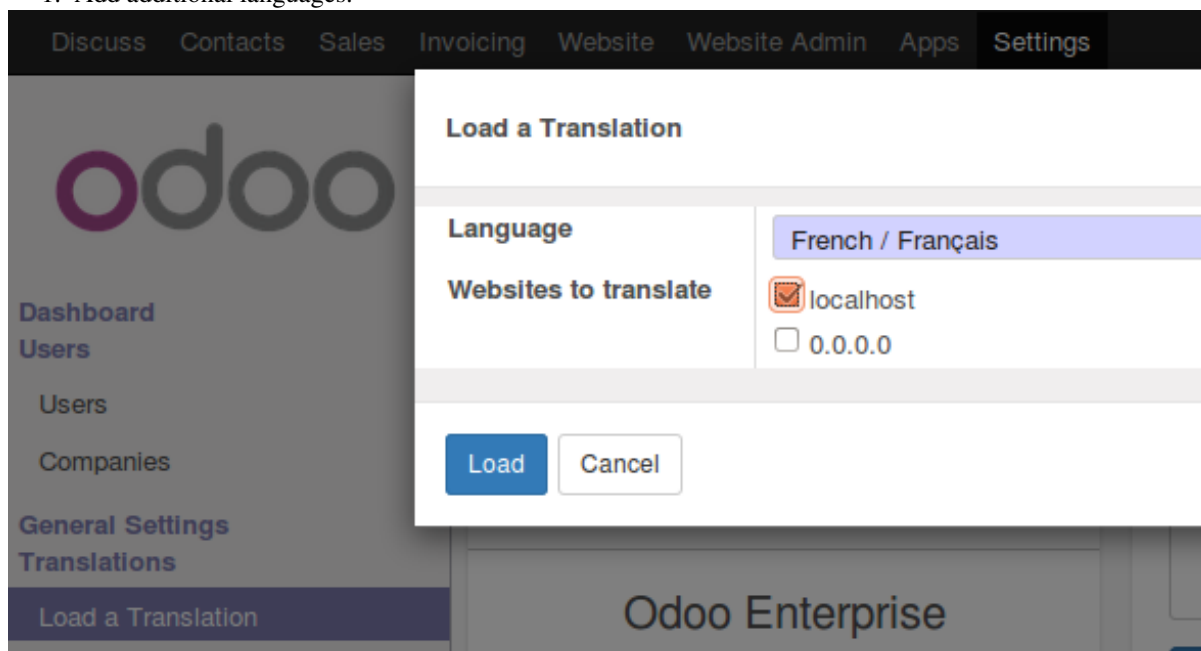 1. Add additional languages:
Discuss Contacts Sales Invoicing Website Website Admin Apps Settings
odoo
Load a Translation
Language
French / Français
Websites to translate
localhost
0.0.0.0
Load Cancel
Dashboard
Users
Users
Companies
General Settings
Translations
Load a Translation
Odoo Enterprise